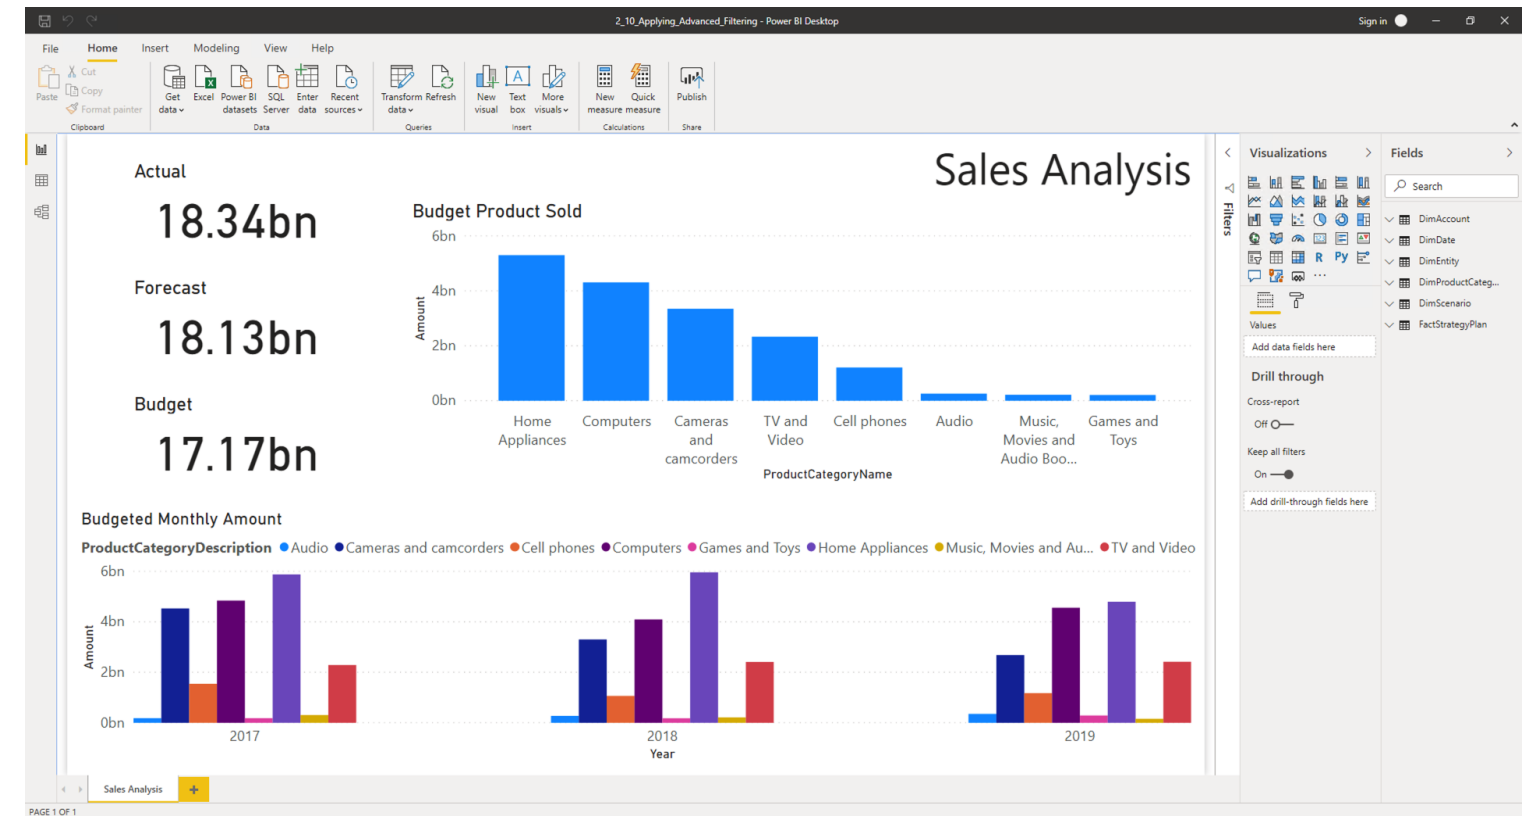 2_10_Applying_Advanced_Filtering - Power BI Desktop
Sign in
File Home Insert Modeling View Help
Paste
Cut
Copy
Format painter
Clipboard
Get data
Excel
Power BI datasets
SQL Server
Enter data
Recent sources
Data
Transform data
Refresh
Queries
New visual
Text box
More visuals
Insert
New measure
Quick measure
Calculations
Publish
Share
Sales Analysis
Actual
18.34bn
Forecast
18.13bn
Budget
17.17bn
Budget Product Sold
6bn
4bn
2bn
0bn
Amount
Home Appliances
Computers
Cameras and camcorders
TV and Video
Cell phones
Audio
Music, Movies and Audio Boo...
Games and Toys
ProductCategoryName
Budgeted Monthly Amount
ProductCategoryDescription Audio Cameras and camcorders Cell phones Computers Games and Toys Home Appliances Music, Movies and Au... TV and Video
6bn
4bn
2bn
0bn
Amount
2017 2018 2019
Year
Filters
Visualizations
R Py
Values
Add data fields here
Drill through
Cross-report
Off
Keep all filters
On
Add drill-through fields here
Fields
Search
DimAccount
DimDate
DimEntity
DimProductCateg...
DimScenario
FactStrategyPlan
Sales Analysis
PAGE 1 OF 1